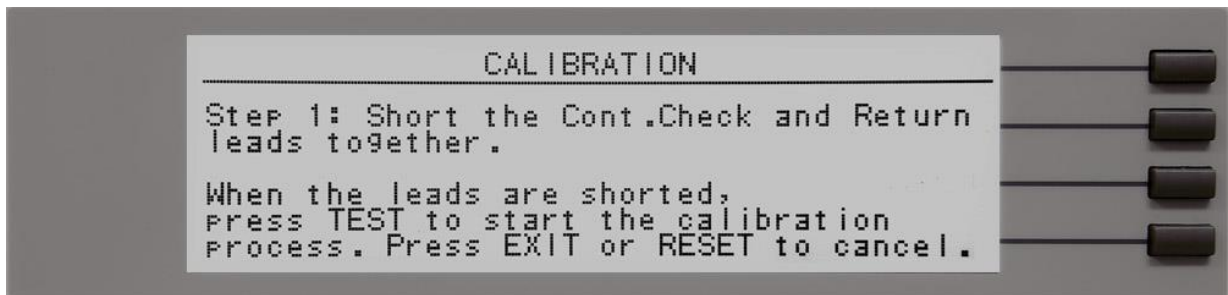 CALIBRATION
Step 1: Short the Cont.Check and Return
leads together.
When the leads are shorted,
press TEST to start the calibration
process. Press EXIT or RESET to cancel.